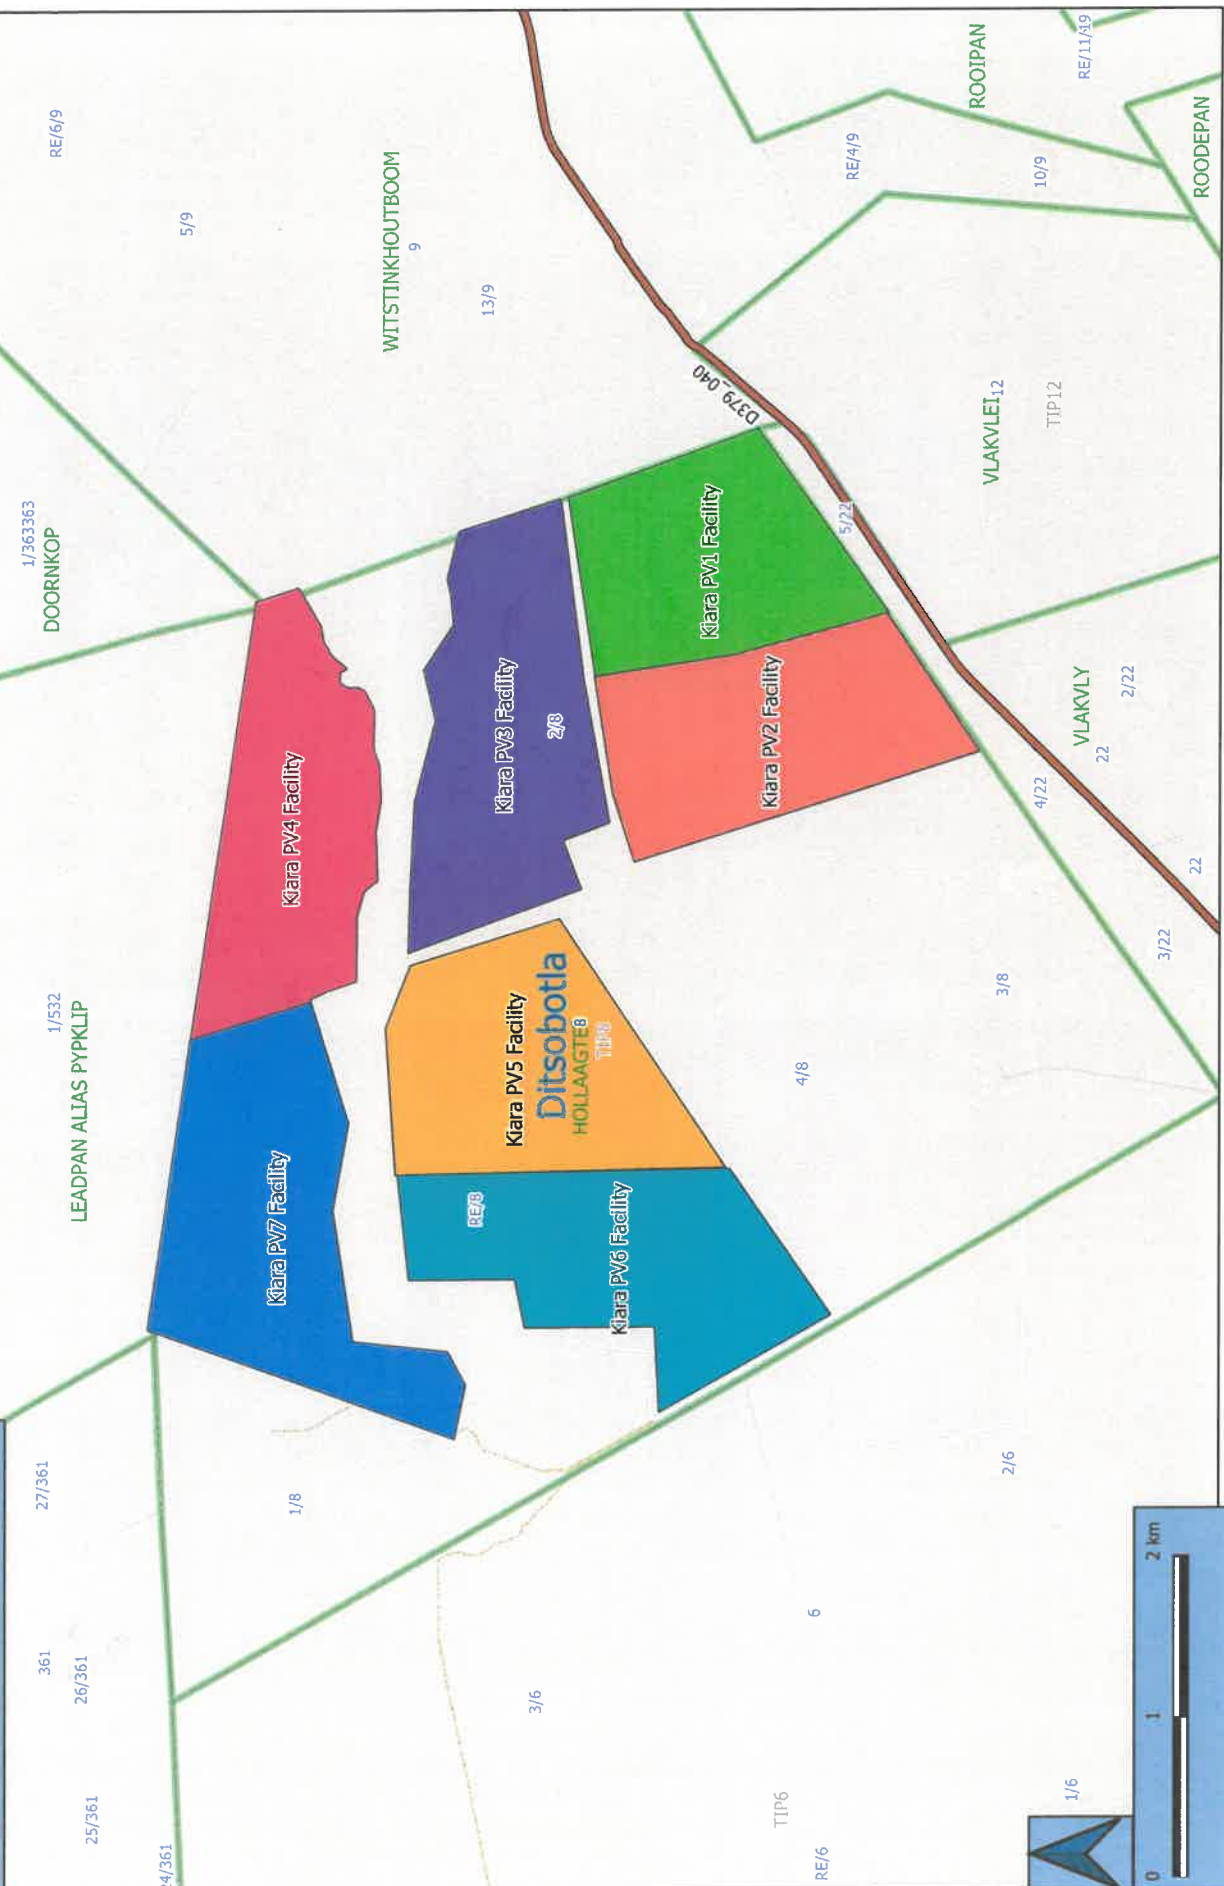 27/361
361
26/361
25/361
1/532
LEADPAN ALIAS PYPKLIP
1/363363
DOORNKOP
RE/6/9
5/9
WITSTINKHOUTBOOM
9
13/9
1/8
Kiara PV7 Facility
Kiara PV4 Facility
RE/8
Kiara PV5 Facility
Ditsobotla
HOLLAAGTE8
TIP8
Kiara PV3 Facility
2/8
3/6
Kiara PV6 Facility
Kiara PV1 Facility
D379_040
Kiara PV2 Facility
4/8
TIP6
RE/6
6
5/22
RE/4/9
ROOIPAN
2/6
3/8
VLAKVLEI12
TIP12
10/9
1/6
4/22
VLAKVLY
22
2/22
RE/11/19
3/22
22
ROODEPAN
0 1 2 km